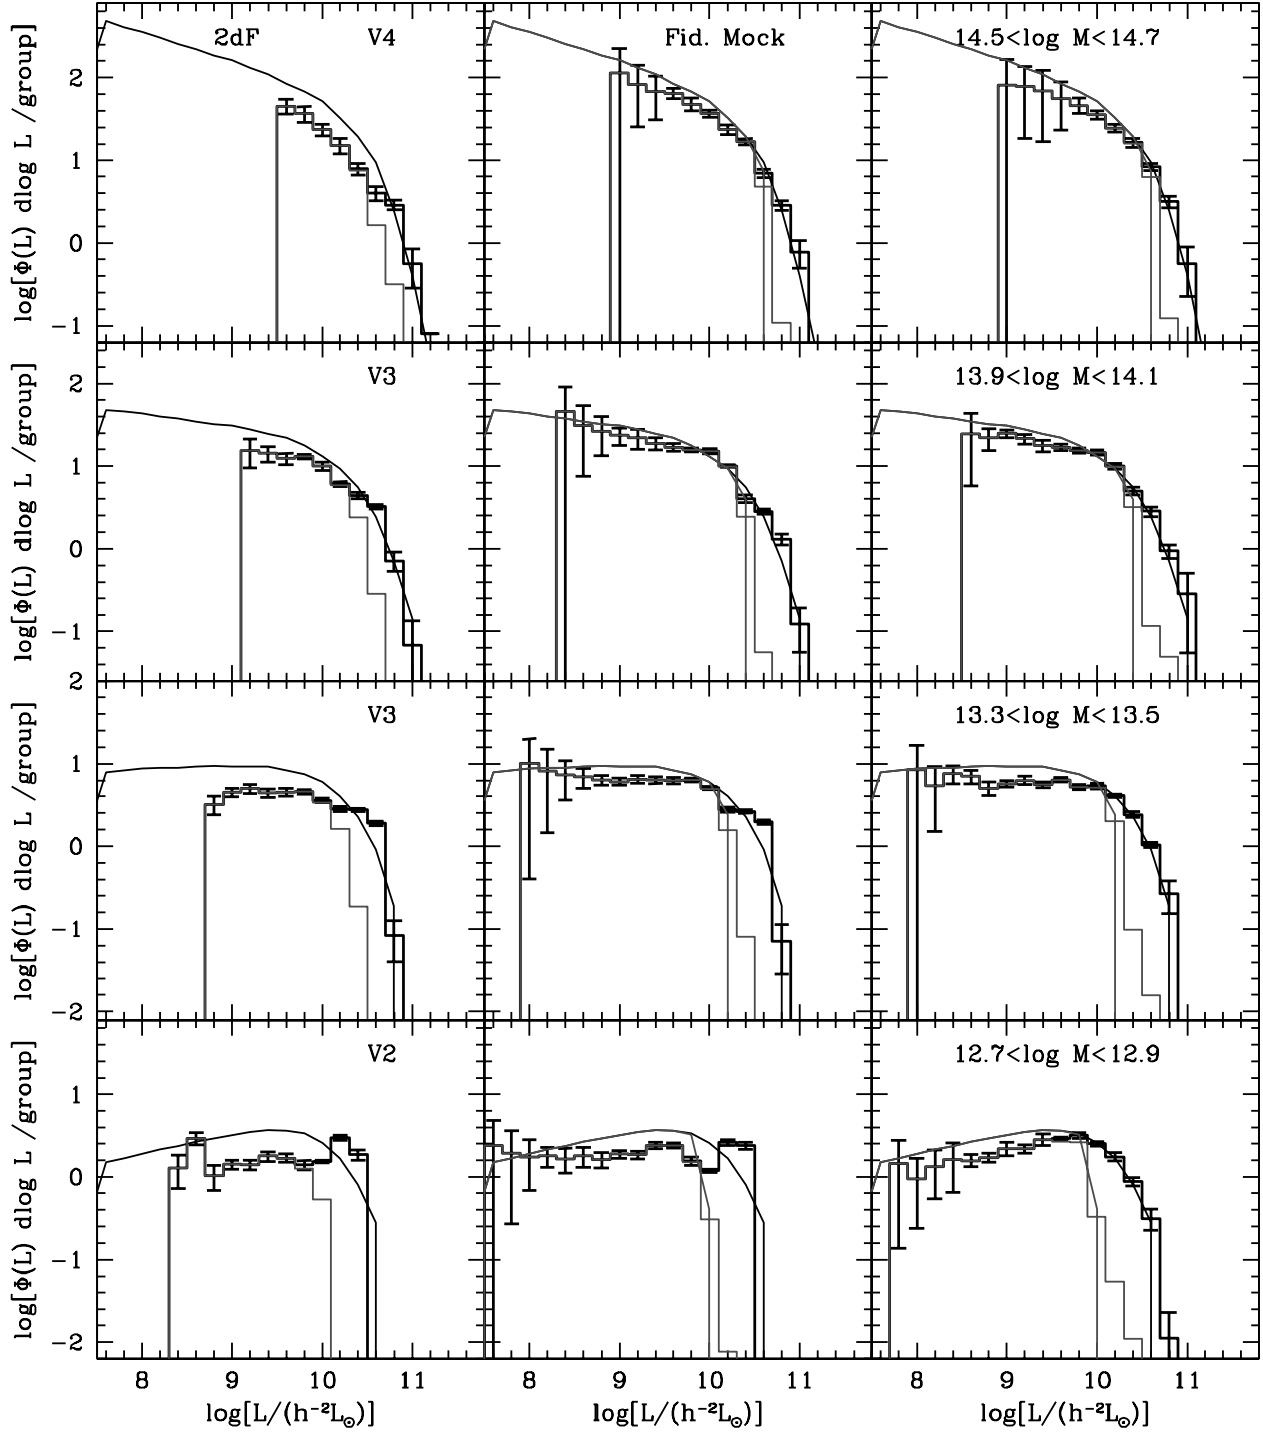 2dF V4 Fid. Mock 14.5<log M<14.7
log[Φ(L) dlog L /group]
2
1
0
−1
V3 13.9<log M<14.1
log[Φ(L) dlog L /group]
2
1
0
−1
2
V3 13.3<log M<13.5
log[Φ(L) dlog L /group]
1
0
−1
−2
V2 12.7<log M<12.9
log[Φ(L) dlog L /group]
1
0
−1
−2
8 9 10 11 8 9 10 11 8 9 10 11
log[L/(h⁻²L☉)] log[L/(h⁻²L☉)] log[L/(h⁻²L☉)]